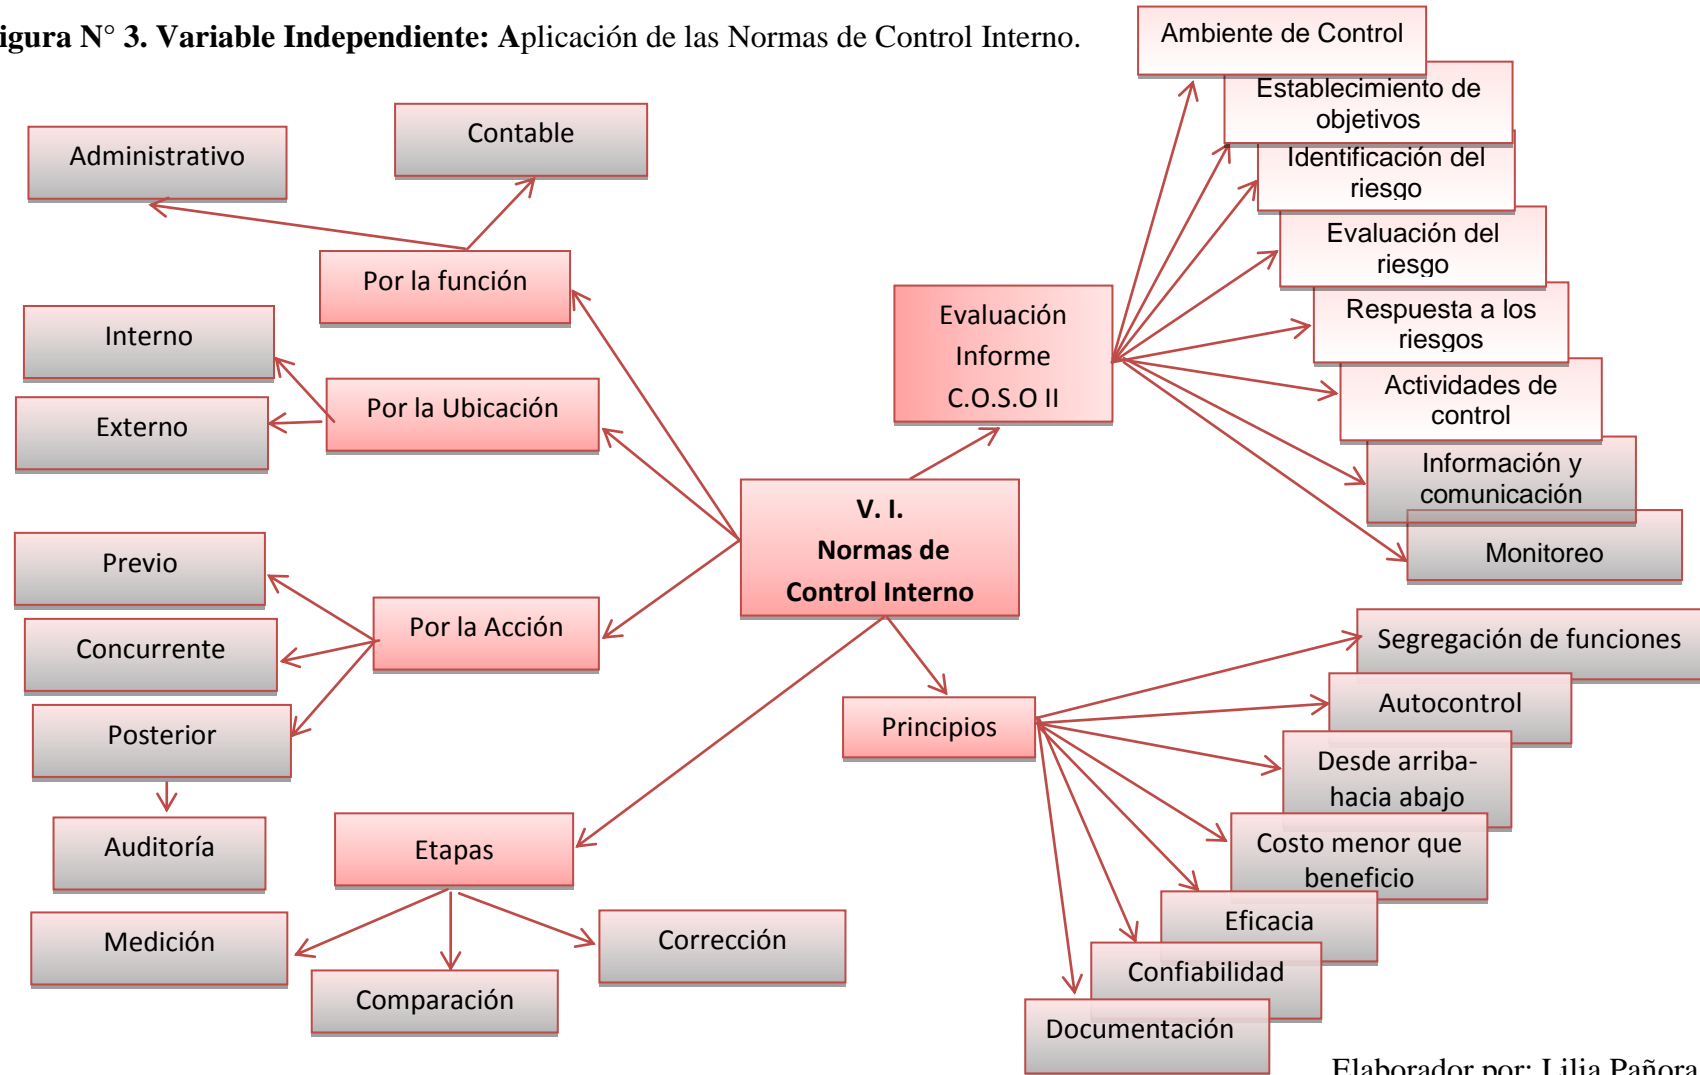 igura N° 3. Variable Independiente: Aplicación de las Normas de Control Interno.
Ambiente de Control
Establecimiento de
objetivos
Identificación del
riesgo
Evaluación del
riesgo
Respuesta a los
riesgos
Actividades de
control
Información y
comunicación
Monitoreo
Contable
Administrativo
Por la función
Interno
Externo
Por la Ubicación
Evaluación
Informe
C.O.S.O II
V. I.
Normas de
Control Interno
Previo
Concurrente
Posterior
Auditoría
Por la Acción
Principios
Segregación de funciones
Autocontrol
Desde arriba-
hacia abajo
Costo menor que
beneficio
Eficacia
Confiabilidad
Documentación
Etapas
Medición
Comparación
Corrección
Elaborador por: Lilia Pañora